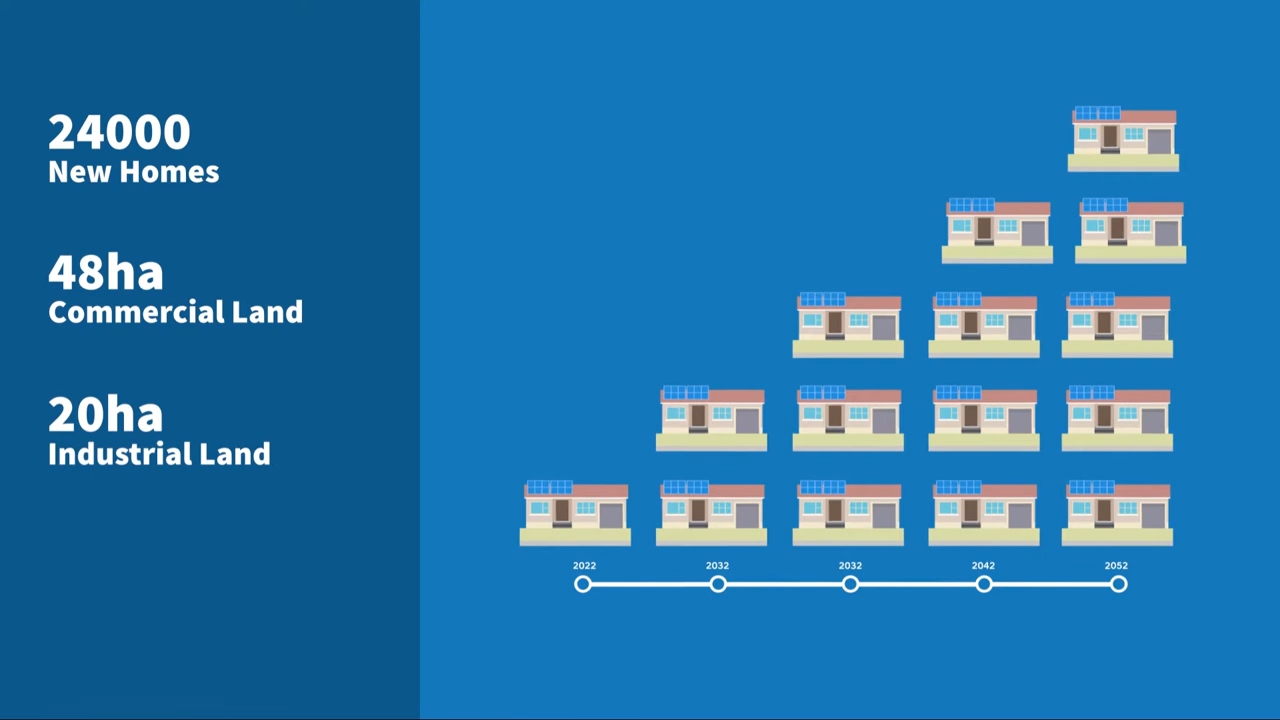 24000
New Homes
48ha
Commercial Land
20ha
Industrial Land
2022 2032 2032 2042 2052